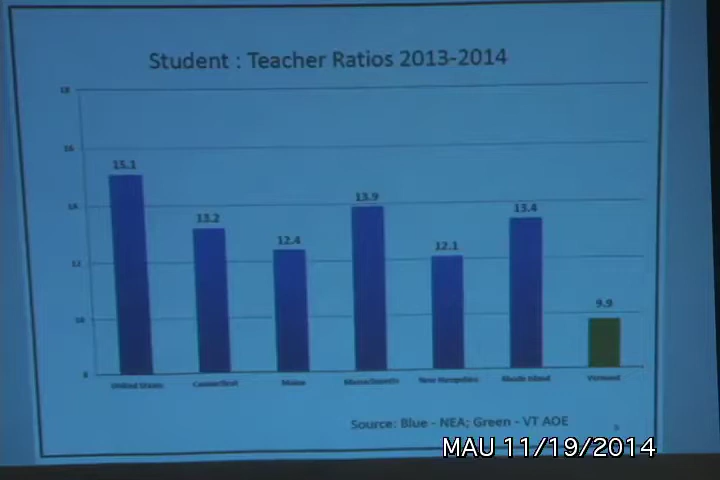 Student : Teacher Ratios 2013-2014
18
16
14
12
10
8
15.1
13.2
12.4
13.9
12.1
13.4
9.9
United States
Connecticut
Maine
Massachusetts
New Hampshire
Rhode Island
Vermont
Source: Blue - NEA; Green - VT AOE
9
MAU 11/19/2014